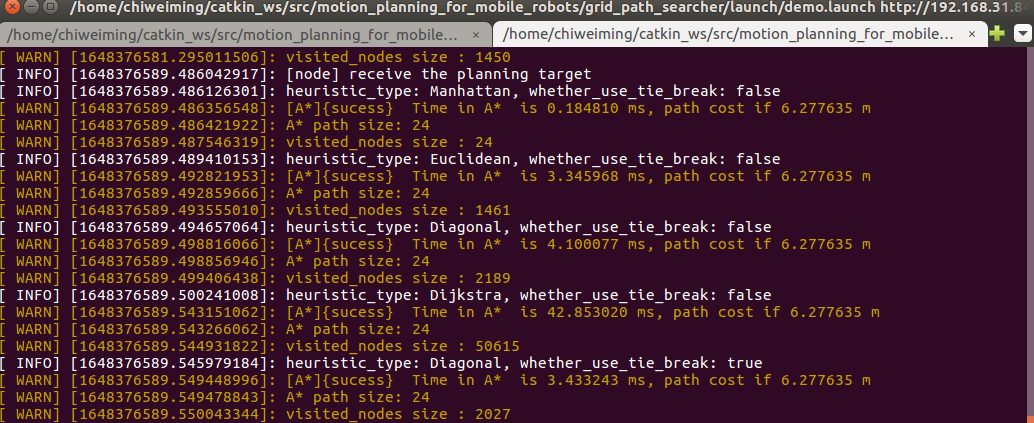 /home/chiweiming/catkin_ws/src/motion_planning_for_mobile_robots/grid_path_searcher/launch/demo.launch http://192.168.31.84
/home/chiweiming/catkin_ws/src/motion_planning_for_mobile... × /home/chiweiming/catkin_ws/src/motion_planning_for_mobile... ×
[ WARN] [1648376581.295011506]: visited_nodes size : 1450
[ INFO] [1648376589.486042917]: [node] receive the planning target
[ INFO] [1648376589.486126301]: heuristic_type: Manhattan, whether_use_tie_break: false
[ WARN] [1648376589.486356548]: [A*]{sucess}  Time in A*  is 0.184810 ms, path cost if 6.277635 m
[ WARN] [1648376589.486421922]: A* path size: 24
[ WARN] [1648376589.487546319]: visited_nodes size : 24
[ INFO] [1648376589.489410153]: heuristic_type: Euclidean, whether_use_tie_break: false
[ WARN] [1648376589.492821953]: [A*]{sucess}  Time in A*  is 3.345968 ms, path cost if 6.277635 m
[ WARN] [1648376589.492859666]: A* path size: 24
[ WARN] [1648376589.493555010]: visited_nodes size : 1461
[ INFO] [1648376589.494657064]: heuristic_type: Diagonal, whether_use_tie_break: false
[ WARN] [1648376589.498816066]: [A*]{sucess}  Time in A*  is 4.100077 ms, path cost if 6.277635 m
[ WARN] [1648376589.498856946]: A* path size: 24
[ WARN] [1648376589.499406438]: visited_nodes size : 2189
[ INFO] [1648376589.500241008]: heuristic_type: Dijkstra, whether_use_tie_break: false
[ WARN] [1648376589.543151062]: [A*]{sucess}  Time in A*  is 42.853020 ms, path cost if 6.277635 m
[ WARN] [1648376589.543266062]: A* path size: 24
[ WARN] [1648376589.544931822]: visited_nodes size : 50615
[ INFO] [1648376589.545979184]: heuristic_type: Diagonal, whether_use_tie_break: true
[ WARN] [1648376589.549448996]: [A*]{sucess}  Time in A*  is 3.433243 ms, path cost if 6.277635 m
[ WARN] [1648376589.549478843]: A* path size: 24
[ WARN] [1648376589.550043344]: visited_nodes size : 2027